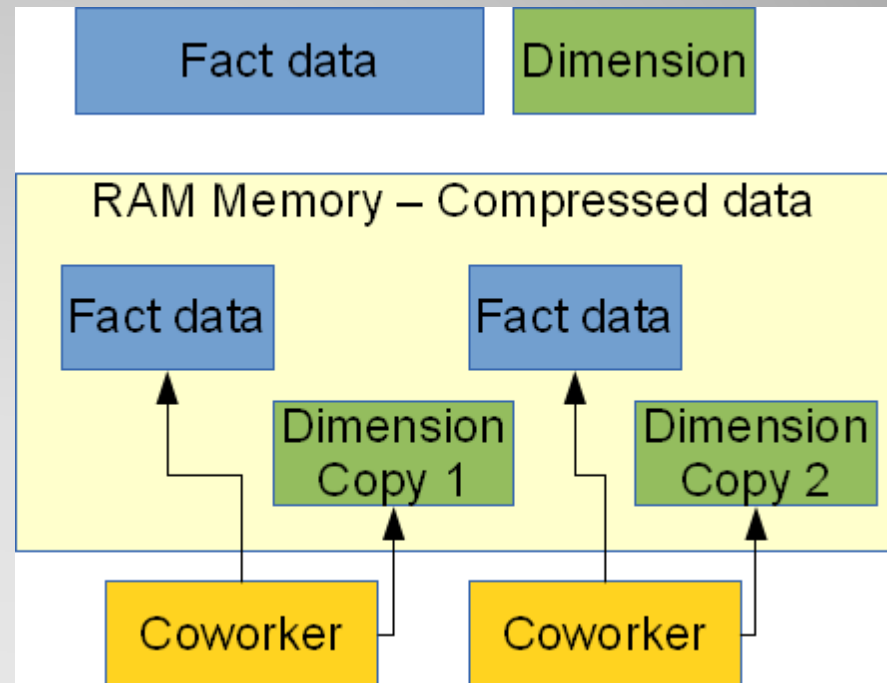 Fact data
Dimension
RAM Memory – Compressed data
Fact data
Fact data
Dimension
Copy 1
Dimension
Copy 2
Coworker
Coworker